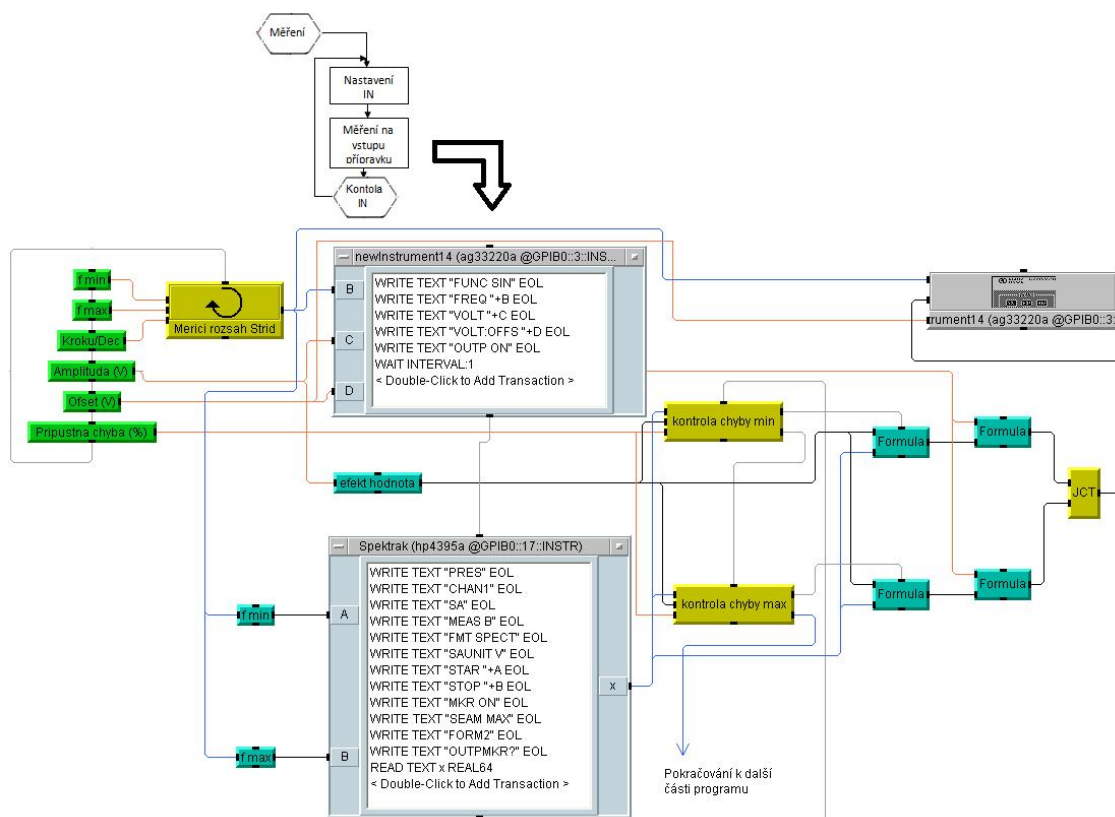 Měření
Nastavení
IN
Měření na
vstupu
přípravku
Kontola
IN
f min
f max
Kroku/Dec
Amplituda (V)
Ofset (V)
Pripustna chyba (%)
Merici rozsah Strid
newInstrument14 (ag33220a @GPIB0::3::INS...
B
C
D
WRITE TEXT "FUNC SIN" EOL
WRITE TEXT "FREQ "+B EOL
WRITE TEXT "VOLT "+C EOL
WRITE TEXT "VOLT:OFFS "+D EOL
WRITE TEXT "OUTP ON" EOL
WAIT INTERVAL:1
< Double-Click to Add Transaction >
rument14 (ag33220a @GPIB0::3:
kontrola chyby min
Formula
Formula
efekt hodnota
JCT
Spektrak (hp4395a @GPIB0::17::INSTR)
f min
f max
A
B
WRITE TEXT "PRES" EOL
WRITE TEXT "CHAN1" EOL
WRITE TEXT "SA" EOL
WRITE TEXT "MEAS B" EOL
WRITE TEXT "FMT SPECT" EOL
WRITE TEXT "SAUNIT V" EOL
WRITE TEXT "STAR "+A EOL
WRITE TEXT "STOP "+B EOL
WRITE TEXT "MKR ON" EOL
WRITE TEXT "SEAM MAX" EOL
WRITE TEXT "FORM2" EOL
WRITE TEXT "OUTPMKR?" EOL
READ TEXT x REAL64
< Double-Click to Add Transaction >
x
kontrola chyby max
Formula
Formula
Pokračování k další
části programu